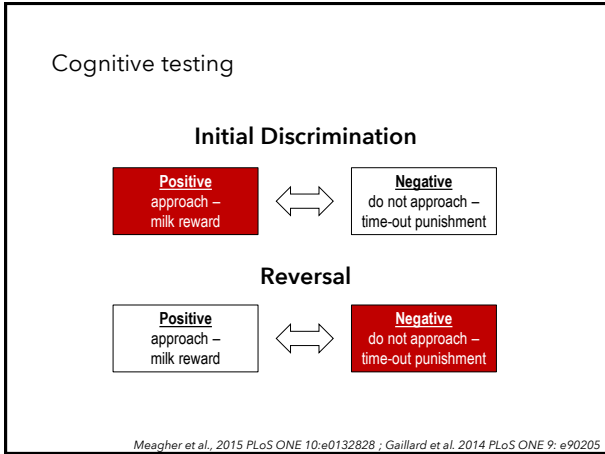 Cognitive testing
Initial Discrimination
Positive
approach –
milk reward
Negative
do not approach –
time-out punishment
Reversal
Positive
approach –
milk reward
Negative
do not approach –
time-out punishment
Meagher et al., 2015 PLoS ONE 10:e0132828 ; Gaillard et al. 2014 PLoS ONE 9: e90205